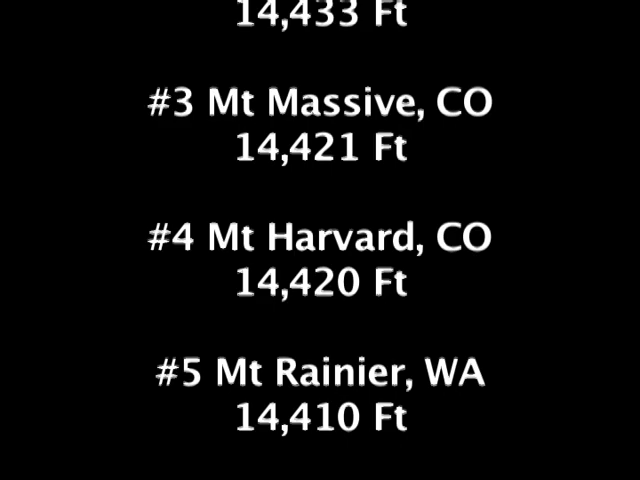 14,433 Ft
#3 Mt Massive, CO
14,421 Ft
#4 Mt Harvard, CO
14,420 Ft
#5 Mt Rainier, WA
14,410 Ft